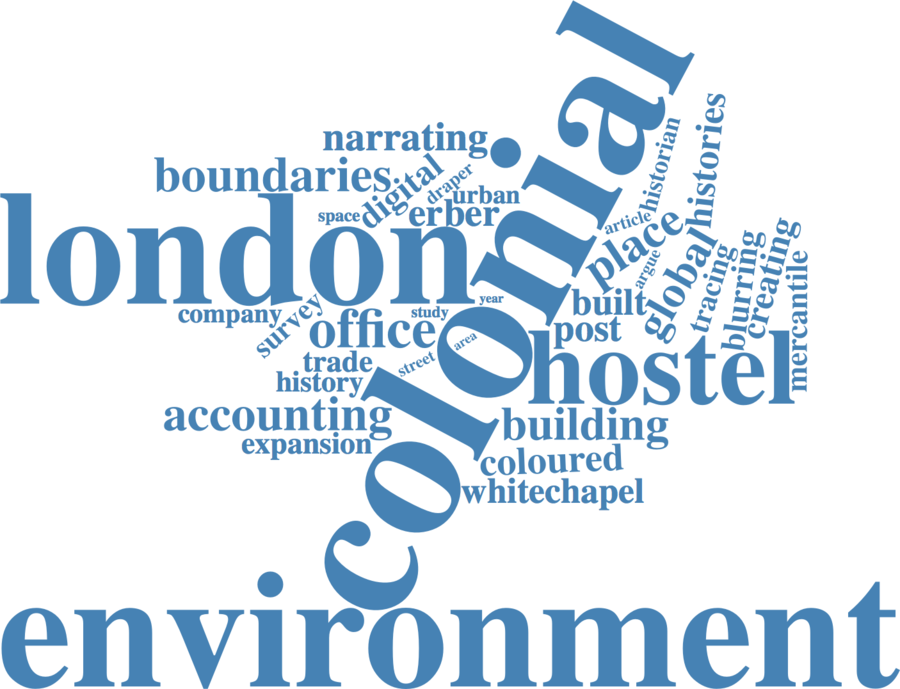 colonial
narrating
histories
historian
boundaries
digital
draper
urban
space
erber
article
place
london
argue
global
tracing
blurring
creating
mercantile
company
survey
year
study
office
built
post
area
street
trade
history
hostel
accounting
expansion
building
coloured
whitechapel
environment